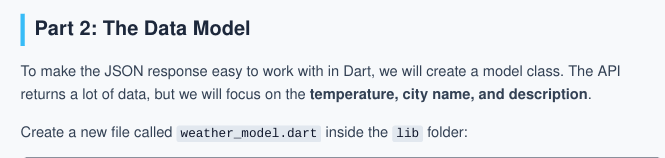 Part 2: The Data Model
To make the JSON response easy to work with in Dart, we will create a model class. The API
returns a lot of data, but we will focus on the temperature, city name, and description.
Create a new file called weather_model.dart inside the lib folder: